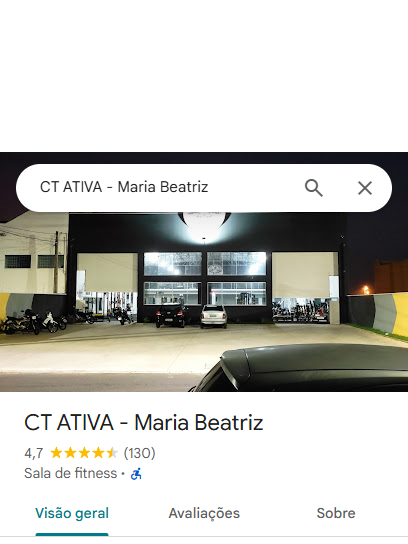 CT ATIVA - Maria Beatriz
CT ATIVA - Maria Beatriz
4,7 (130)
Sala de fitness ·
Visão geral Avaliações Sobre